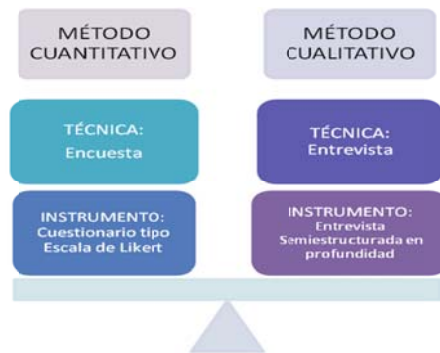 MÉTODO
CUANTITATIVO
TÉCNICA:
Encuesta
INSTRUMENTO:
Cuestionario tipo
Escala de Likert
MÉTODO
CUALITATIVO
TÉCNICA:
Entrevista
INSTRUMENTO:
Entrevista
Semiestructurada en
profundidad